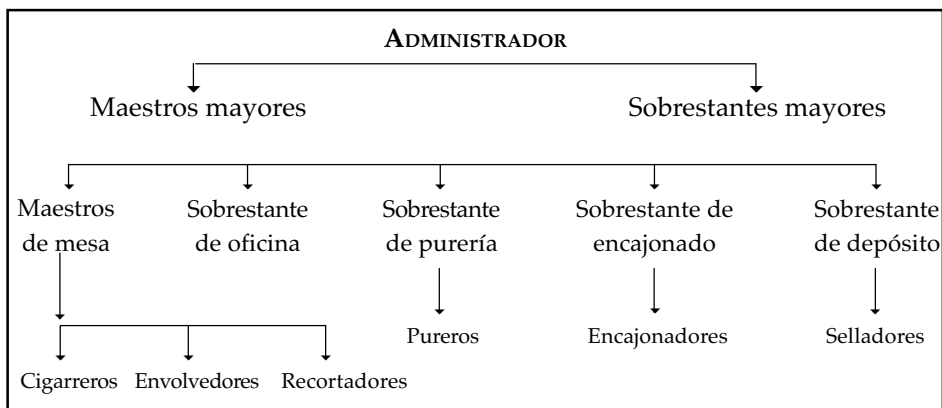 ADMINISTRADOR
Maestros mayores Sobrestantes mayores
Maestros de mesa
Sobrestante de oficina
Sobrestante de purería
Sobrestante de encajonado
Sobrestante de depósito
Pureros Encajonadores Selladores
Cigarreros Envolvedores Recortadores